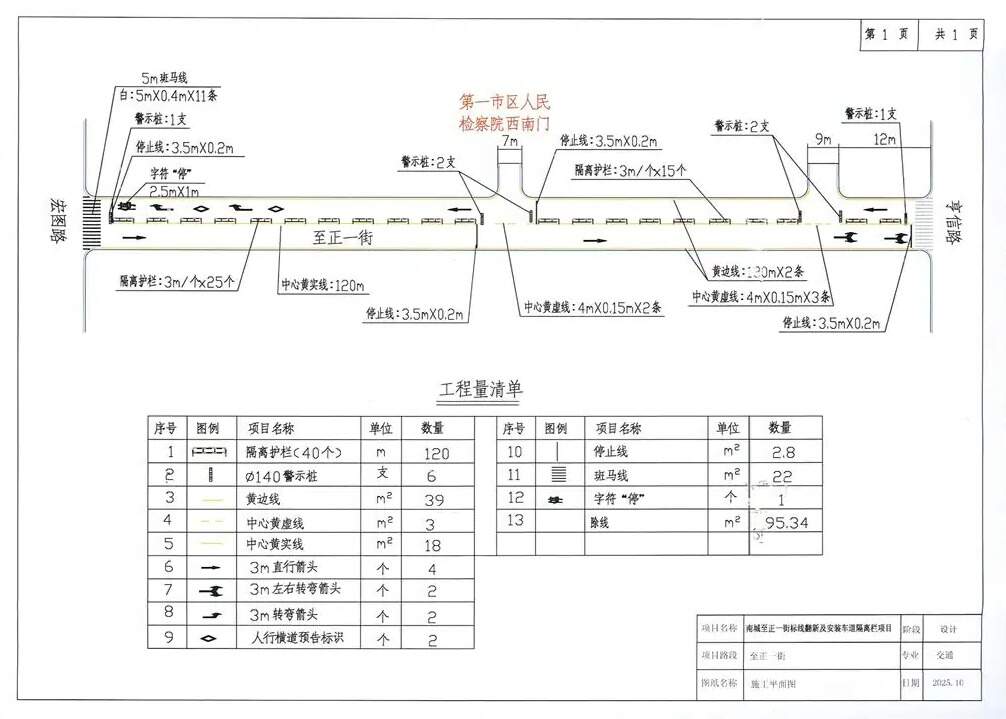 第 1 页 共 1 页
5m班马线
白:5mX0.4mX11条
警示桩:1支
停止线:3.5mX0.2m
字符“停”
2.5mX1m
第一市区人民
检察院西南门
7m
警示桩:2支
停止线:3.5mX0.2m
隔离护栏:3m/个x15个
警示桩:2支
9m
警示桩:1支
12m
宏图路
至正一街
亨信路
隔离护栏:3m/个x25个
中心黄实线:120m
停止线:3.5mX0.2m
中心黄虚线:4mX0.15mX2条
黄边线:130mX2条
中心黄虚线:4mX0.15mX3条
停止线:3.5mX0.2m
工程量清单
序号 图例 项目名称 单位 数量
1 隔离护栏(40个) m 120
2 Ø140警示桩 支 6
3 黄边线 m² 39
4 中心黄虚线 m² 3
5 中心黄实线 m² 18
6 3m直行箭头 个 4
7 3m左右转弯箭头 个 2
8 3m转弯箭头 个 2
9 人行横道预告标识 个 2
序号 图例 项目名称 单位 数量
10 停止线 m² 2.8
11 班马线 m² 22
12 字符“停” 个 1
13 除线 m² 95.34
项目名称 南城至正一街标线翻新及安装车道隔离栏项目 阶段 设计
项目路段 至正一街 专业 交通
图纸名称 施工平面图 日期 2025.10